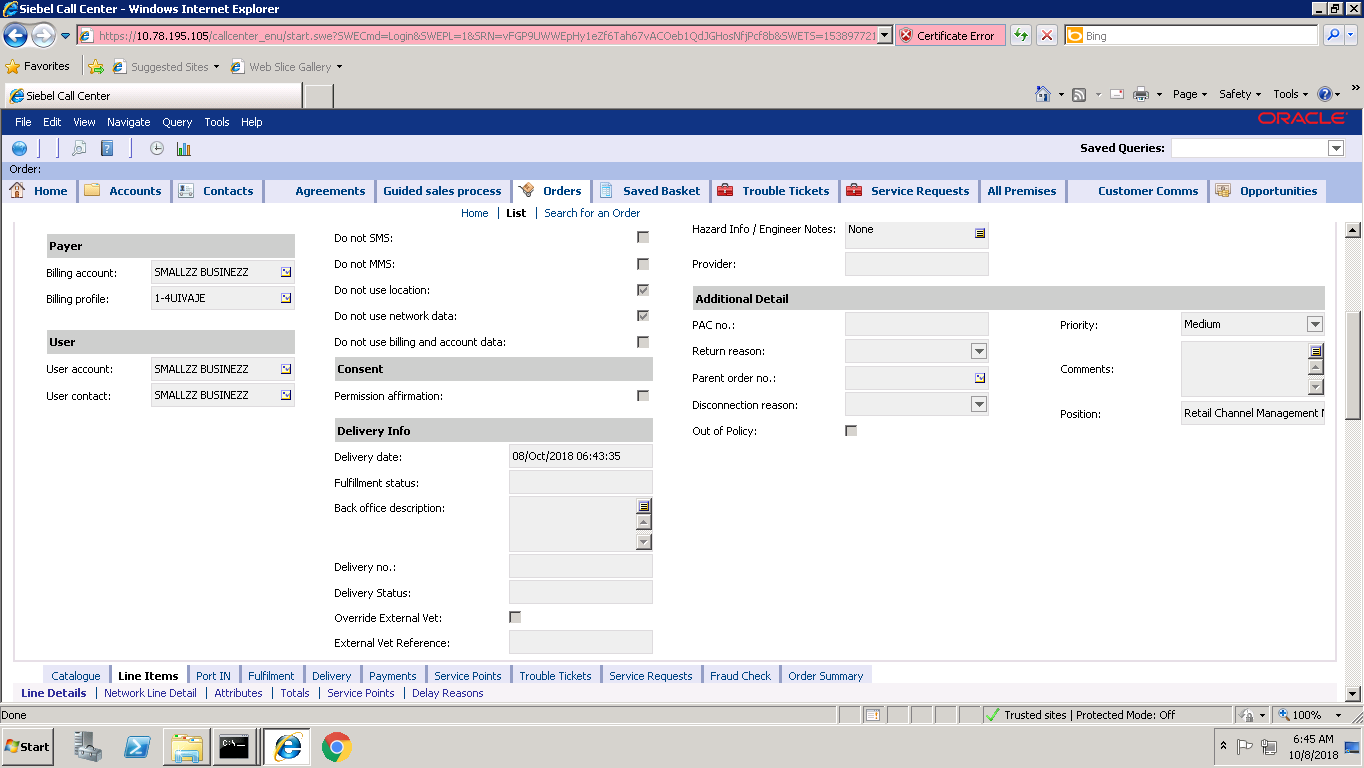 Siebel Call Center - Windows Internet Explorer
https://10.78.195.105/callcenter_enu/start.swe?SWECmd=Login&SWEPL=1&SRN=vFGP9UWWEpHy1eZf6Tah67vACOeb1QdJGHosNfjPcf8b&SWETS=153897721 Certificate Error Bing
Favorites Suggested Sites Web Slice Gallery
Siebel Call Center Page Safety Tools
File Edit View Navigate Query Tools Help ORACLE
Saved Queries:
Order:
Home Accounts Contacts Agreements Guided sales process Orders Saved Basket Trouble Tickets Service Requests All Premises Customer Comms Opportunities
Home List Search for an Order
Payer
Billing account: SMALLZZ BUSINEZZ
Billing profile: 1-4UIVAJE
User
User account: SMALLZZ BUSINEZZ
User contact: SMALLZZ BUSINEZZ
Do not SMS:
Do not MMS:
Do not use location:
Do not use network data:
Do not use billing and account data:
Consent
Permission affirmation:
Delivery Info
Delivery date: 08/Oct/2018 06:43:35
Fulfillment status:
Back office description:
Delivery no.:
Delivery Status:
Override External Vet:
External Vet Reference:
Hazard Info / Engineer Notes: None
Provider:
Additional Detail
PAC no.:
Return reason:
Parent order no.:
Disconnection reason:
Out of Policy:
Priority: Medium
Comments:
Position: Retail Channel Management
Catalogue Line Items Port IN Fulfilment Delivery Payments Service Points Trouble Tickets Service Requests Fraud Check Order Summary
Line Details Network Line Detail Attributes Totals Service Points Delay Reasons
Done Trusted sites | Protected Mode: Off 100%
Start 6:45 AM
10/8/2018